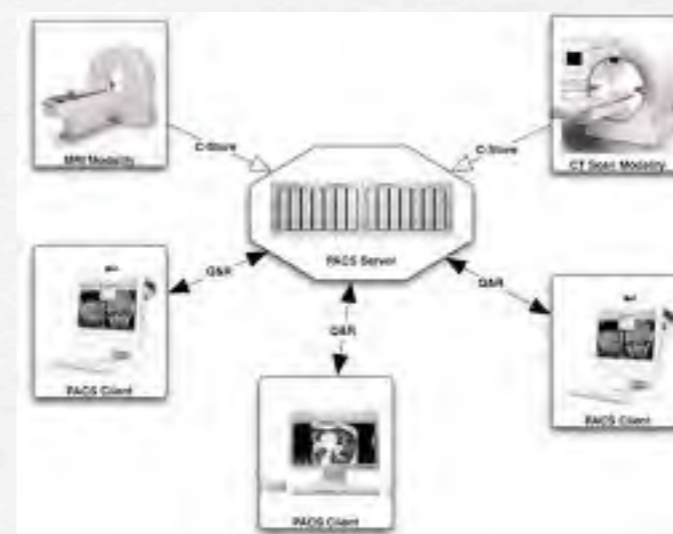 MRI Modality
CT Scan Modality
C-Store
C-Store
PACS Server
Q&R
Q&R
Q&R
PACS Client
PACS Client
PACS Client